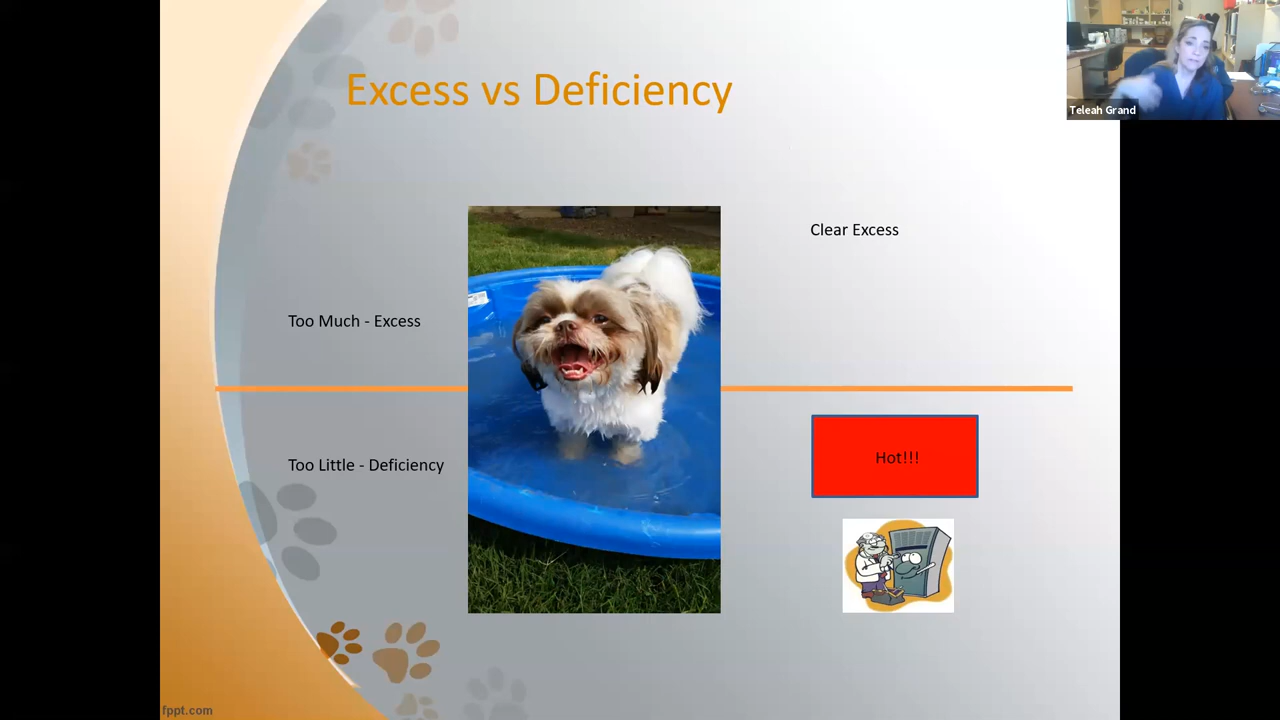 Excess vs Deficiency
Teleah Grand
Clear Excess
Too Much - Excess
Too Little - Deficiency
Hot!!!
fppt.com